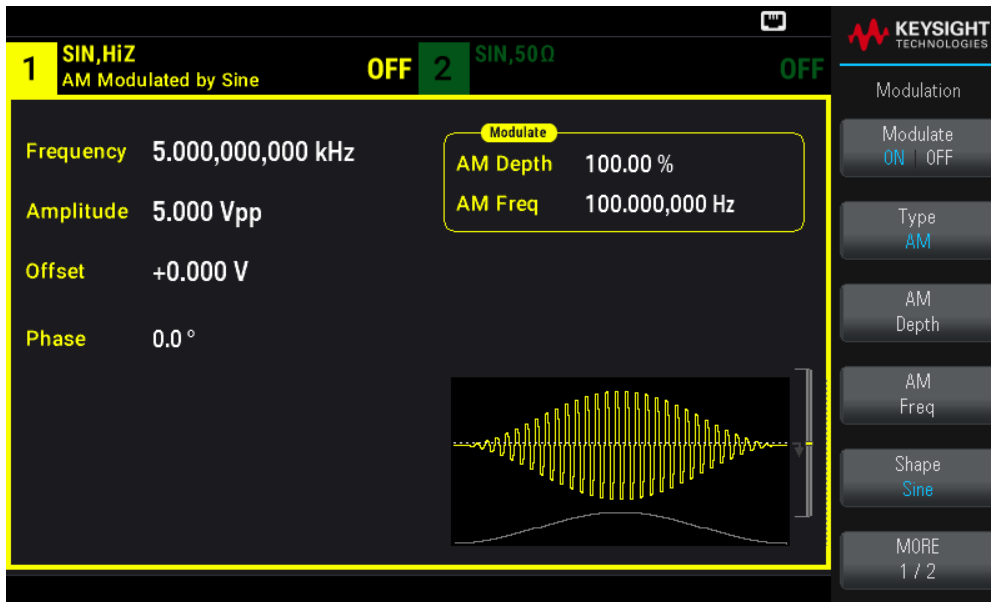 KEYSIGHT
TECHNOLOGIES
1 SIN,HiZ
AM Modulated by Sine OFF
2 SIN,50Ω OFF
Modulation
Modulate
ON | OFF
Type
AM
AM
Depth
AM
Freq
Shape
Sine
MORE
1 / 2
Frequency 5.000,000,000 kHz
Amplitude 5.000 Vpp
Offset +0.000 V
Phase 0.0 °
Modulate
AM Depth 100.00 %
AM Freq 100.000,000 Hz